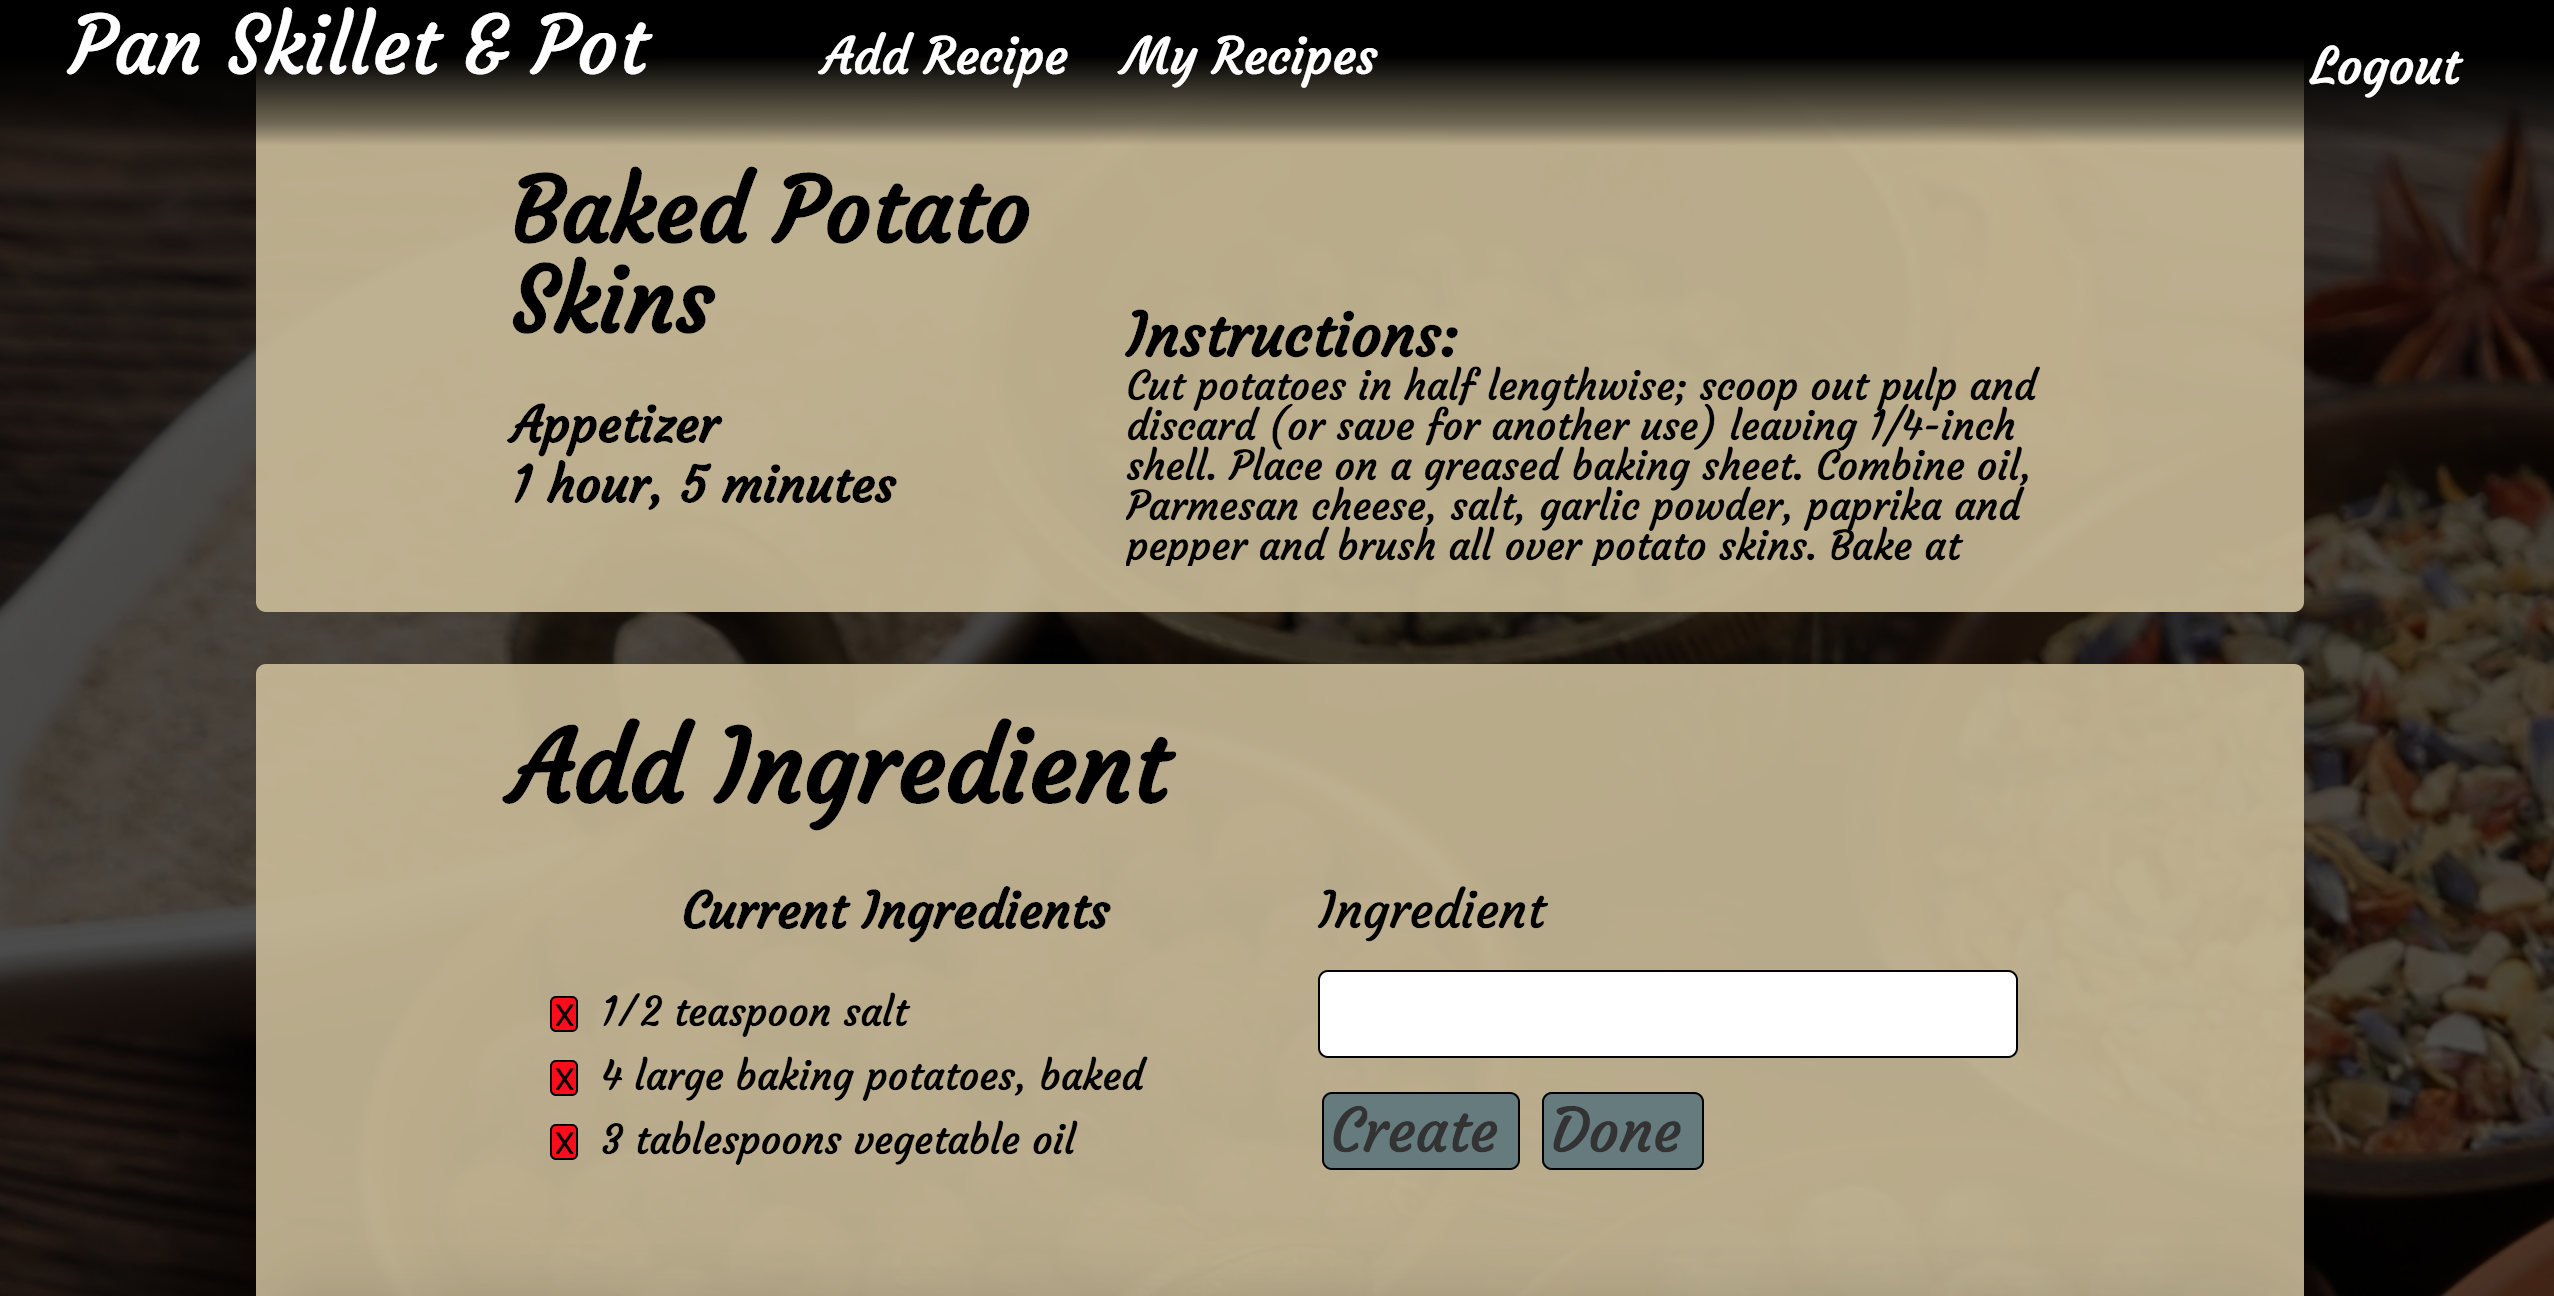 Pan Skillet & Pot
Add Recipe
My Recipes
Logout
Baked Potato
Skins
Appetizer
1 hour, 5 minutes
Instructions:
Cut potatoes in half lengthwise; scoop out pulp and
discard (or save for another use) leaving 1/4-inch
shell. Place on a greased baking sheet. Combine oil,
Parmesan cheese, salt, garlic powder, paprika and
pepper and brush all over potato skins. Bake at
Add Ingredient
Current Ingredients
X 1/2 teaspoon salt
X 4 large baking potatoes, baked
X 3 tablespoons vegetable oil
Ingredient
Create
Done